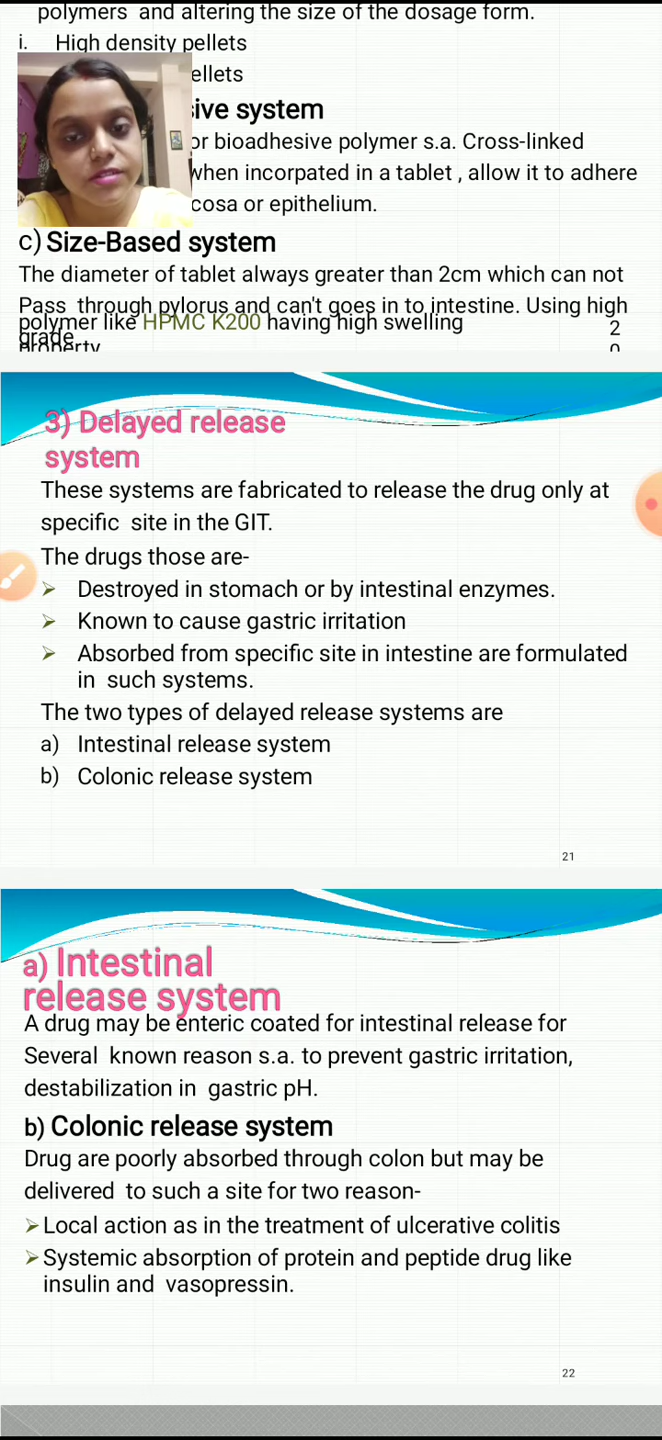 polymers and altering the size of the dosage form.
i. High density pellets
ellets
sive system
or bioadhesive polymer s.a. Cross-linked
when incorpated in a tablet , allow it to adhere
cosa or epithelium.
c) Size-Based system
The diameter of tablet always greater than 2cm which can not
Pass through pylorus and can't goes in to intestine. Using high
polymer like HPMC K200 having high swelling
grade
property
20
3) Delayed release
system
These systems are fabricated to release the drug only at
specific site in the GIT.
The drugs those are-
➢ Destroyed in stomach or by intestinal enzymes.
➢ Known to cause gastric irritation
➢ Absorbed from specific site in intestine are formulated
in such systems.
The two types of delayed release systems are
a) Intestinal release system
b) Colonic release system
21
a) Intestinal
release system
A drug may be enteric coated for intestinal release for
Several known reason s.a. to prevent gastric irritation,
destabilization in gastric pH.
b) Colonic release system
Drug are poorly absorbed through colon but may be
delivered to such a site for two reason-
➢ Local action as in the treatment of ulcerative colitis
➢ Systemic absorption of protein and peptide drug like
insulin and vasopressin.
22